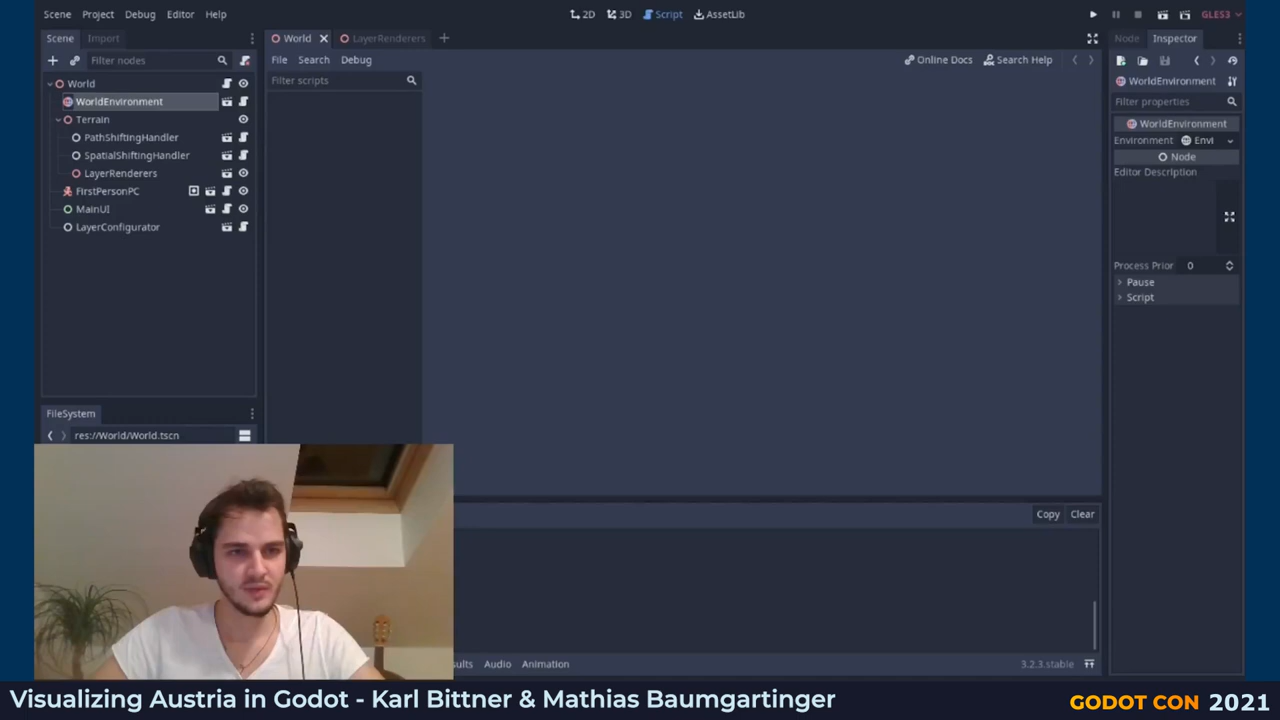 Scene Project Debug Editor Help
2D 3D Script AssetLib
GLES3
Scene Import
World LayerRenderers
Node Inspector
Filter nodes
File Search Debug
Online Docs Search Help
Filter scripts
World
WorldEnvironment
Terrain
PathShiftingHandler
SpatialShiftingHandler
LayerRenderers
FirstPersonPC
MainUI
LayerConfigurator
WorldEnvironment
Filter properties
WorldEnvironment
Environment Envi
Node
Editor Description
Process Prior 0
Pause
Script
FileSystem
res://World/World.tscn
Copy Clear
sults Audio Animation
3.2.3.stable
Visualizing Austria in Godot - Karl Bittner & Mathias Baumgartinger
GODOT CON 2021